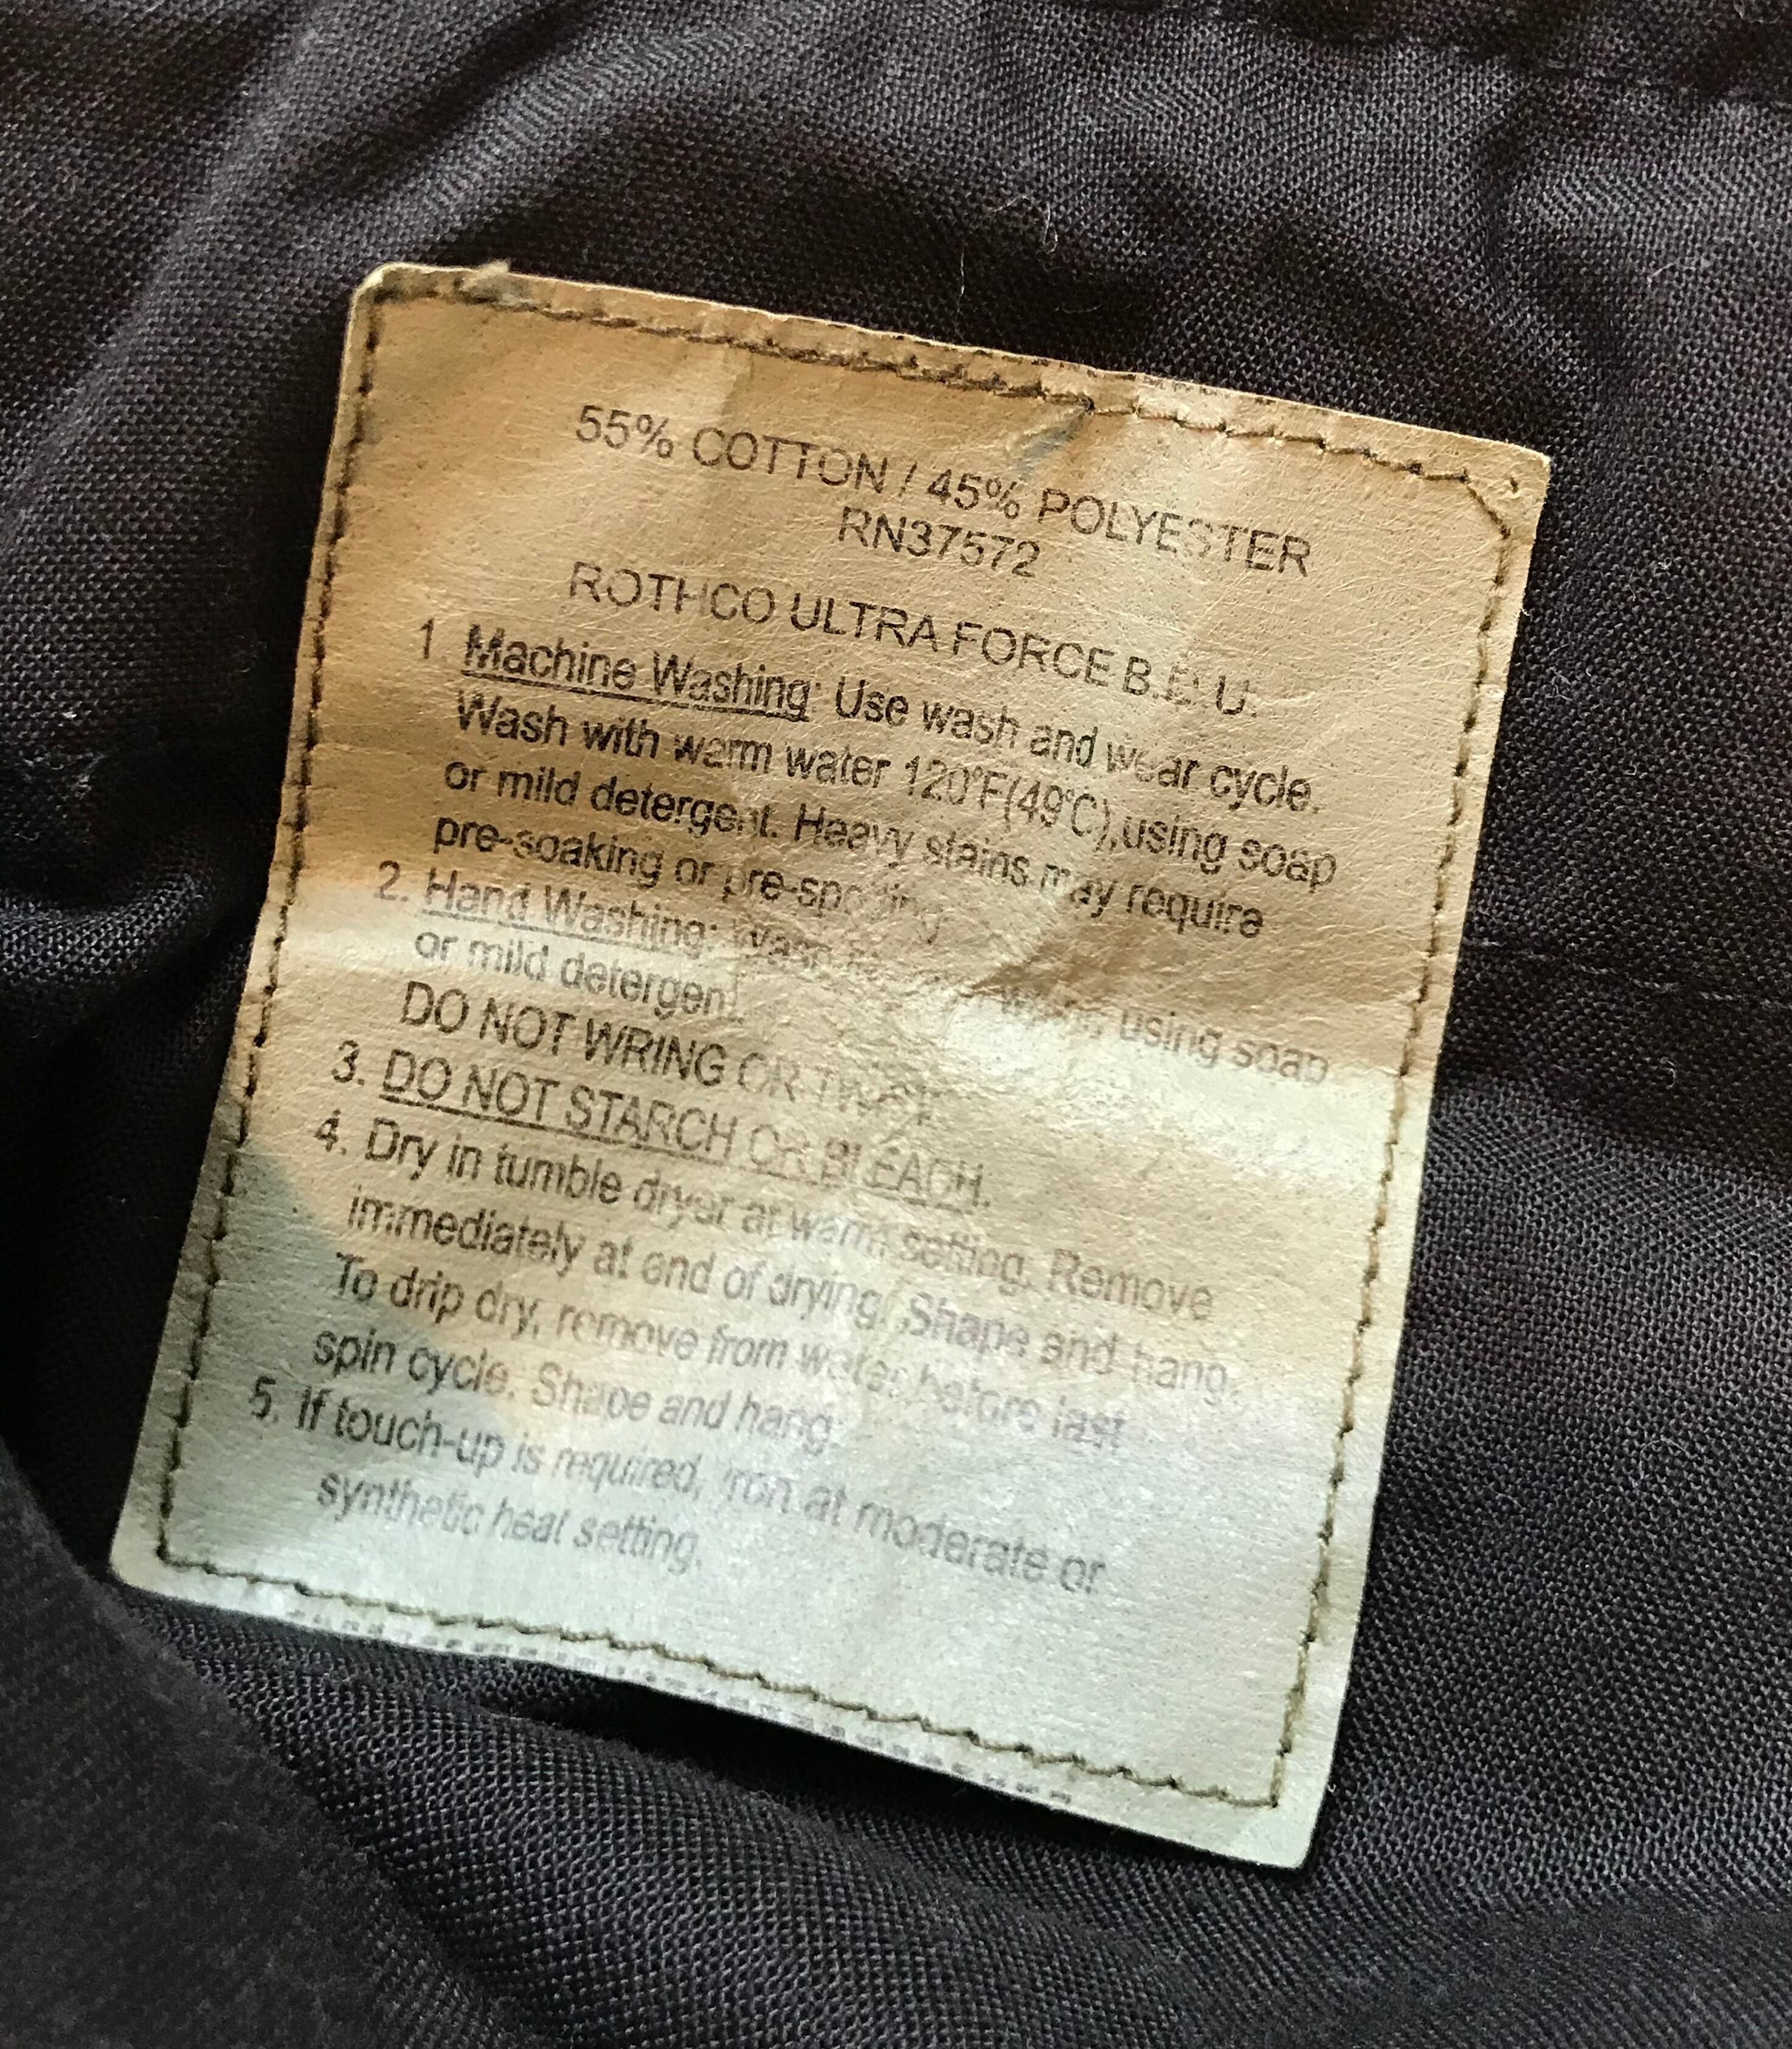 55% COTTON / 45% POLYESTER
RN37572
ROTHCO ULTRA FORCE B.D.U.
1 Machine Washing: Use wash and wear cycle.
Wash with warm water 120°F(49°C),using soap
or mild detergent. Heavy stains may require
pre-soaking or pre-spotting
2. Hand Washing: Wash using soap
or mild detergent.
DO NOT WRING OR TWIST
3. DO NOT STARCH OR BLEACH.
4. Dry in tumble dryer at warm setting. Remove
immediately at end of drying. Shape and hang.
To drip dry, remove from water before last
spin cycle. Shape and hang.
5. If touch-up is required, iron at moderate or
synthetic heat setting.